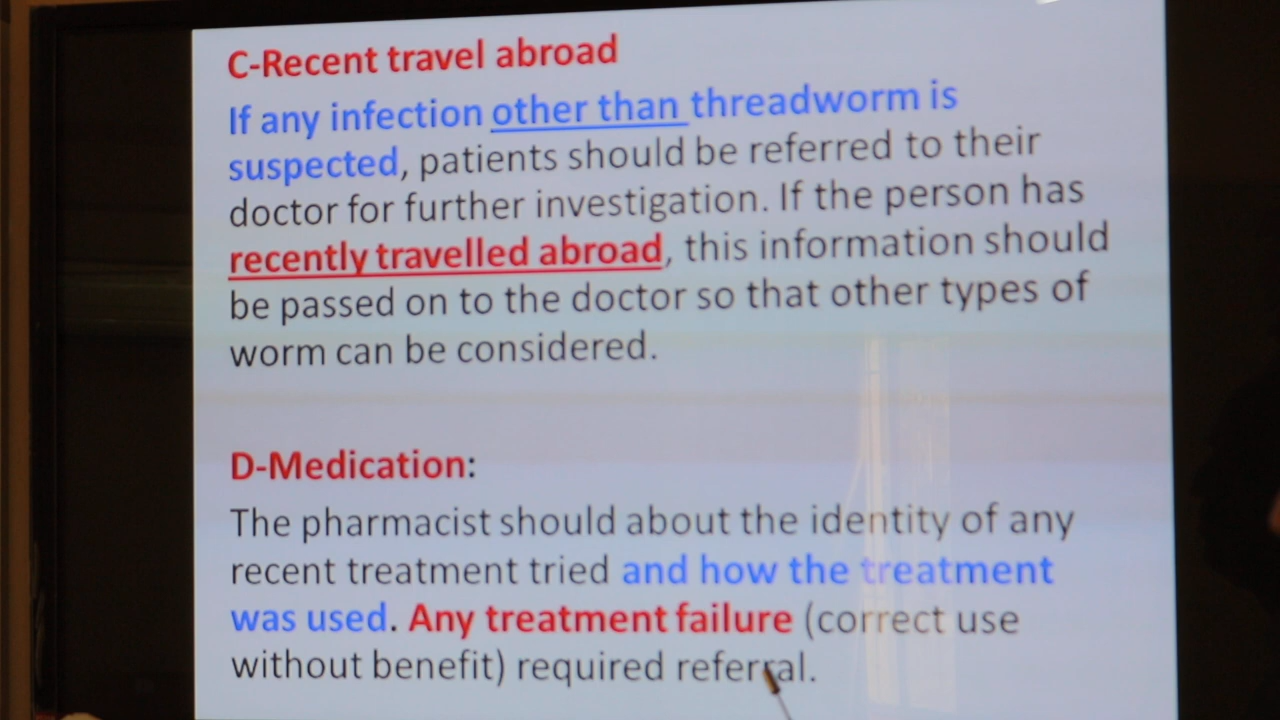 C-Recent travel abroad
If any infection other than threadworm is
suspected, patients should be referred to their
doctor for further investigation. If the person has
recently travelled abroad, this information should
be passed on to the doctor so that other types of
worm can be considered.
D-Medication:
The pharmacist should about the identity of any
recent treatment tried and how the treatment
was used. Any treatment failure (correct use
without benefit) required referral.